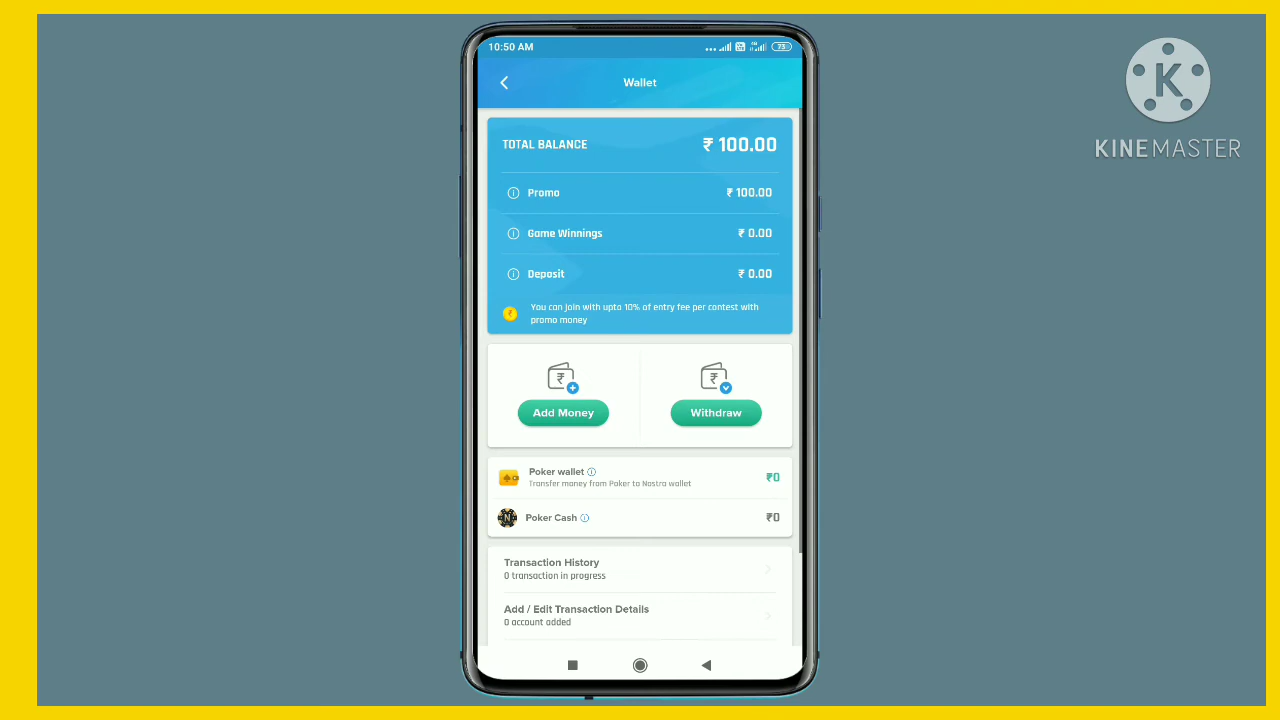 10:50 AM
73
Wallet
TOTAL BALANCE ₹ 100.00
Promo ₹ 100.00
Game Winnings ₹ 0.00
Deposit ₹ 0.00
You can join with upto 10% of entry fee per contest with
promo money
Add Money Withdraw
Poker wallet ₹0
Transfer money from Poker to Nostra wallet
Poker Cash ₹0
Transaction History
0 transaction in progress
Add / Edit Transaction Details
0 account added
K
KINEMASTER